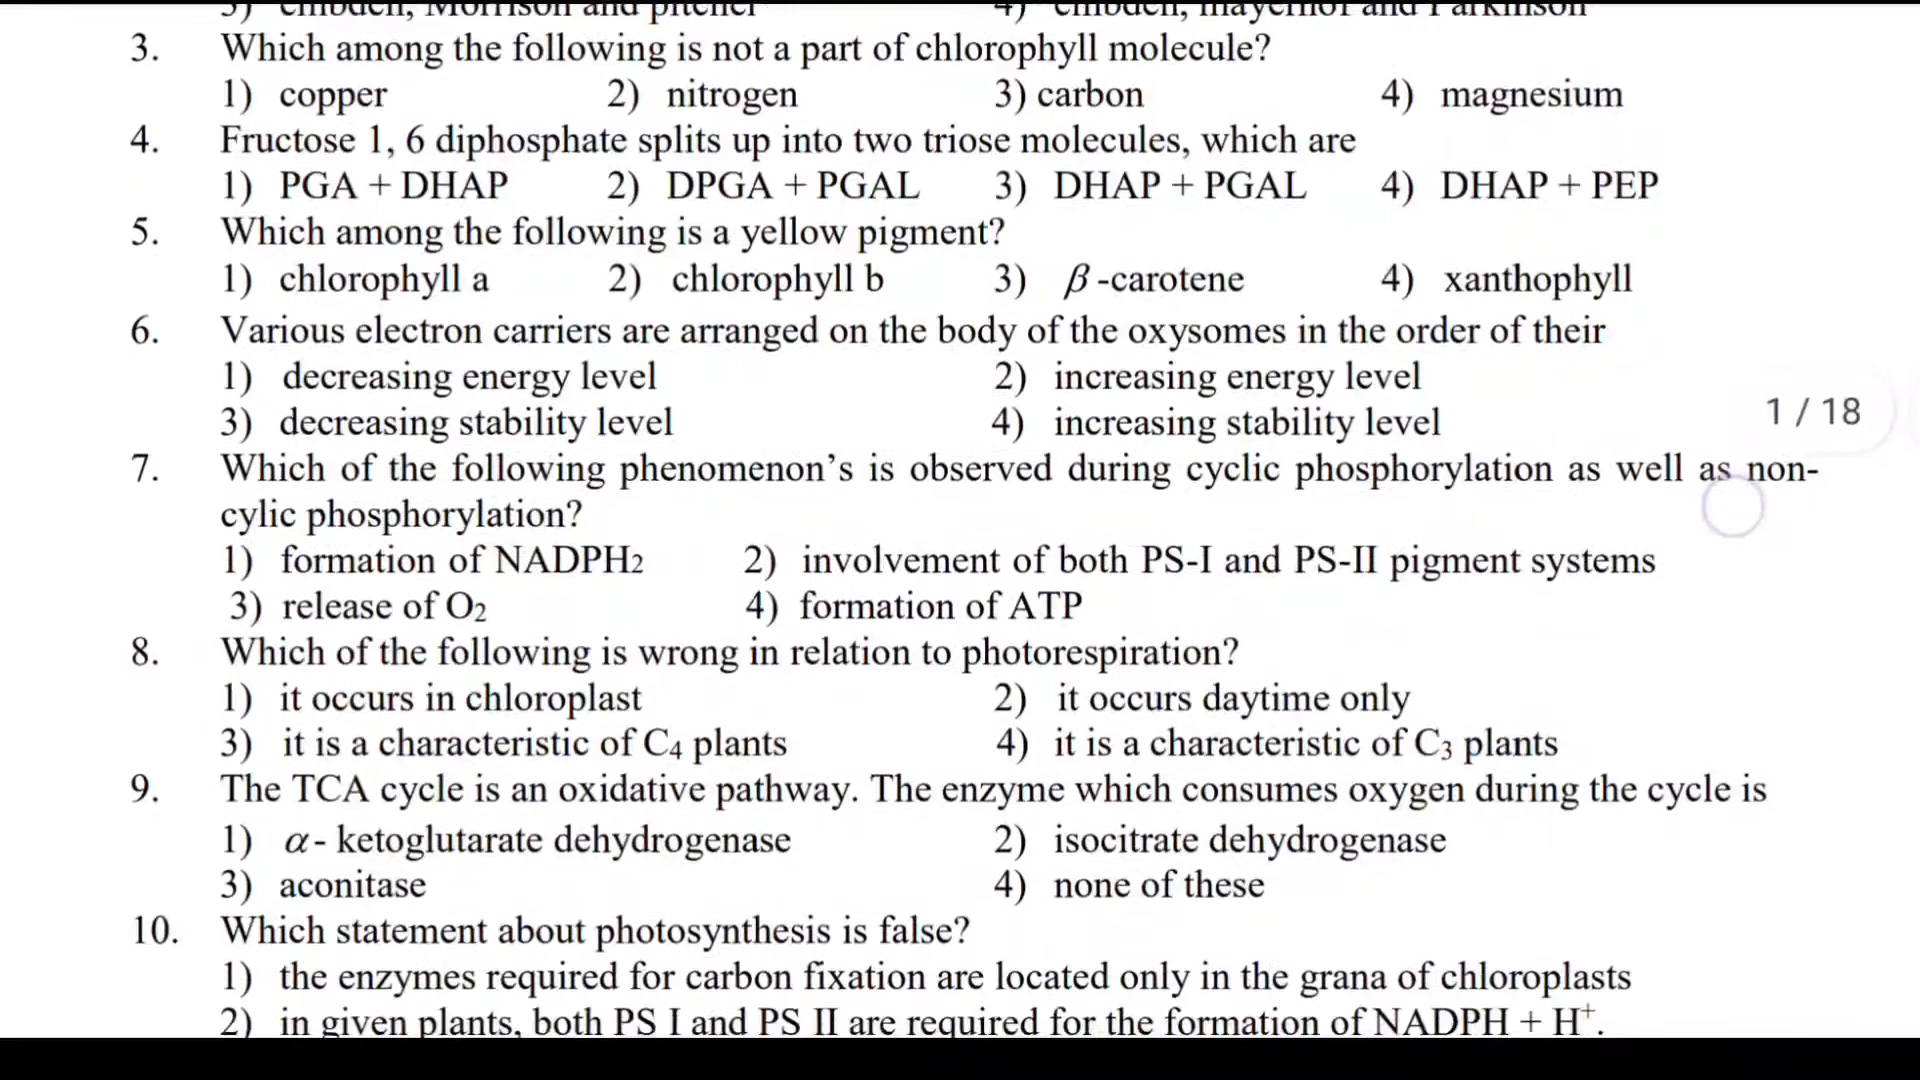 3) embden, Morrison and pitcher 4) embden, mayerhof and Parkinson
3. Which among the following is not a part of chlorophyll molecule?
1) copper 2) nitrogen 3) carbon 4) magnesium
4. Fructose 1, 6 diphosphate splits up into two triose molecules, which are
1) PGA + DHAP 2) DPGA + PGAL 3) DHAP + PGAL 4) DHAP + PEP
5. Which among the following is a yellow pigment?
1) chlorophyll a 2) chlorophyll b 3) β-carotene 4) xanthophyll
6. Various electron carriers are arranged on the body of the oxysomes in the order of their
1) decreasing energy level 2) increasing energy level
3) decreasing stability level 4) increasing stability level
1 / 18
7. Which of the following phenomenon's is observed during cyclic phosphorylation as well as non-
cylic phosphorylation?
1) formation of NADPH2 2) involvement of both PS-I and PS-II pigment systems
3) release of O2 4) formation of ATP
8. Which of the following is wrong in relation to photorespiration?
1) it occurs in chloroplast 2) it occurs daytime only
3) it is a characteristic of C4 plants 4) it is a characteristic of C3 plants
9. The TCA cycle is an oxidative pathway. The enzyme which consumes oxygen during the cycle is
1) α- ketoglutarate dehydrogenase 2) isocitrate dehydrogenase
3) aconitase 4) none of these
10. Which statement about photosynthesis is false?
1) the enzymes required for carbon fixation are located only in the grana of chloroplasts
2) in given plants, both PS I and PS II are required for the formation of NADPH + H+.